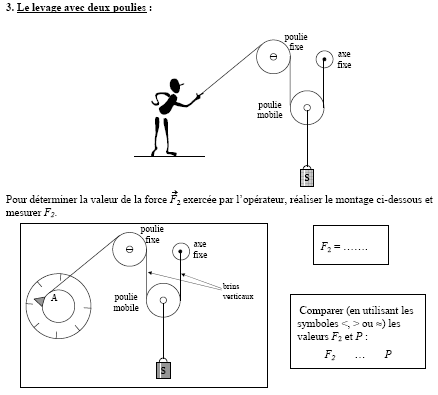 3. Le levage avec deux poulies :
poulie
fixe
axe
fixe
poulie
mobile
S
Pour déterminer la valeur de la force F₂ exercée par l'opérateur, réaliser le montage ci-dessous et
mesurer F₂.
poulie
fixe
axe
fixe
A
poulie
mobile
brins
verticaux
S
F₂ = .......
Comparer (en utilisant les
symboles <, > ou ≈) les
valeurs F₂ et P :
F₂ ... P